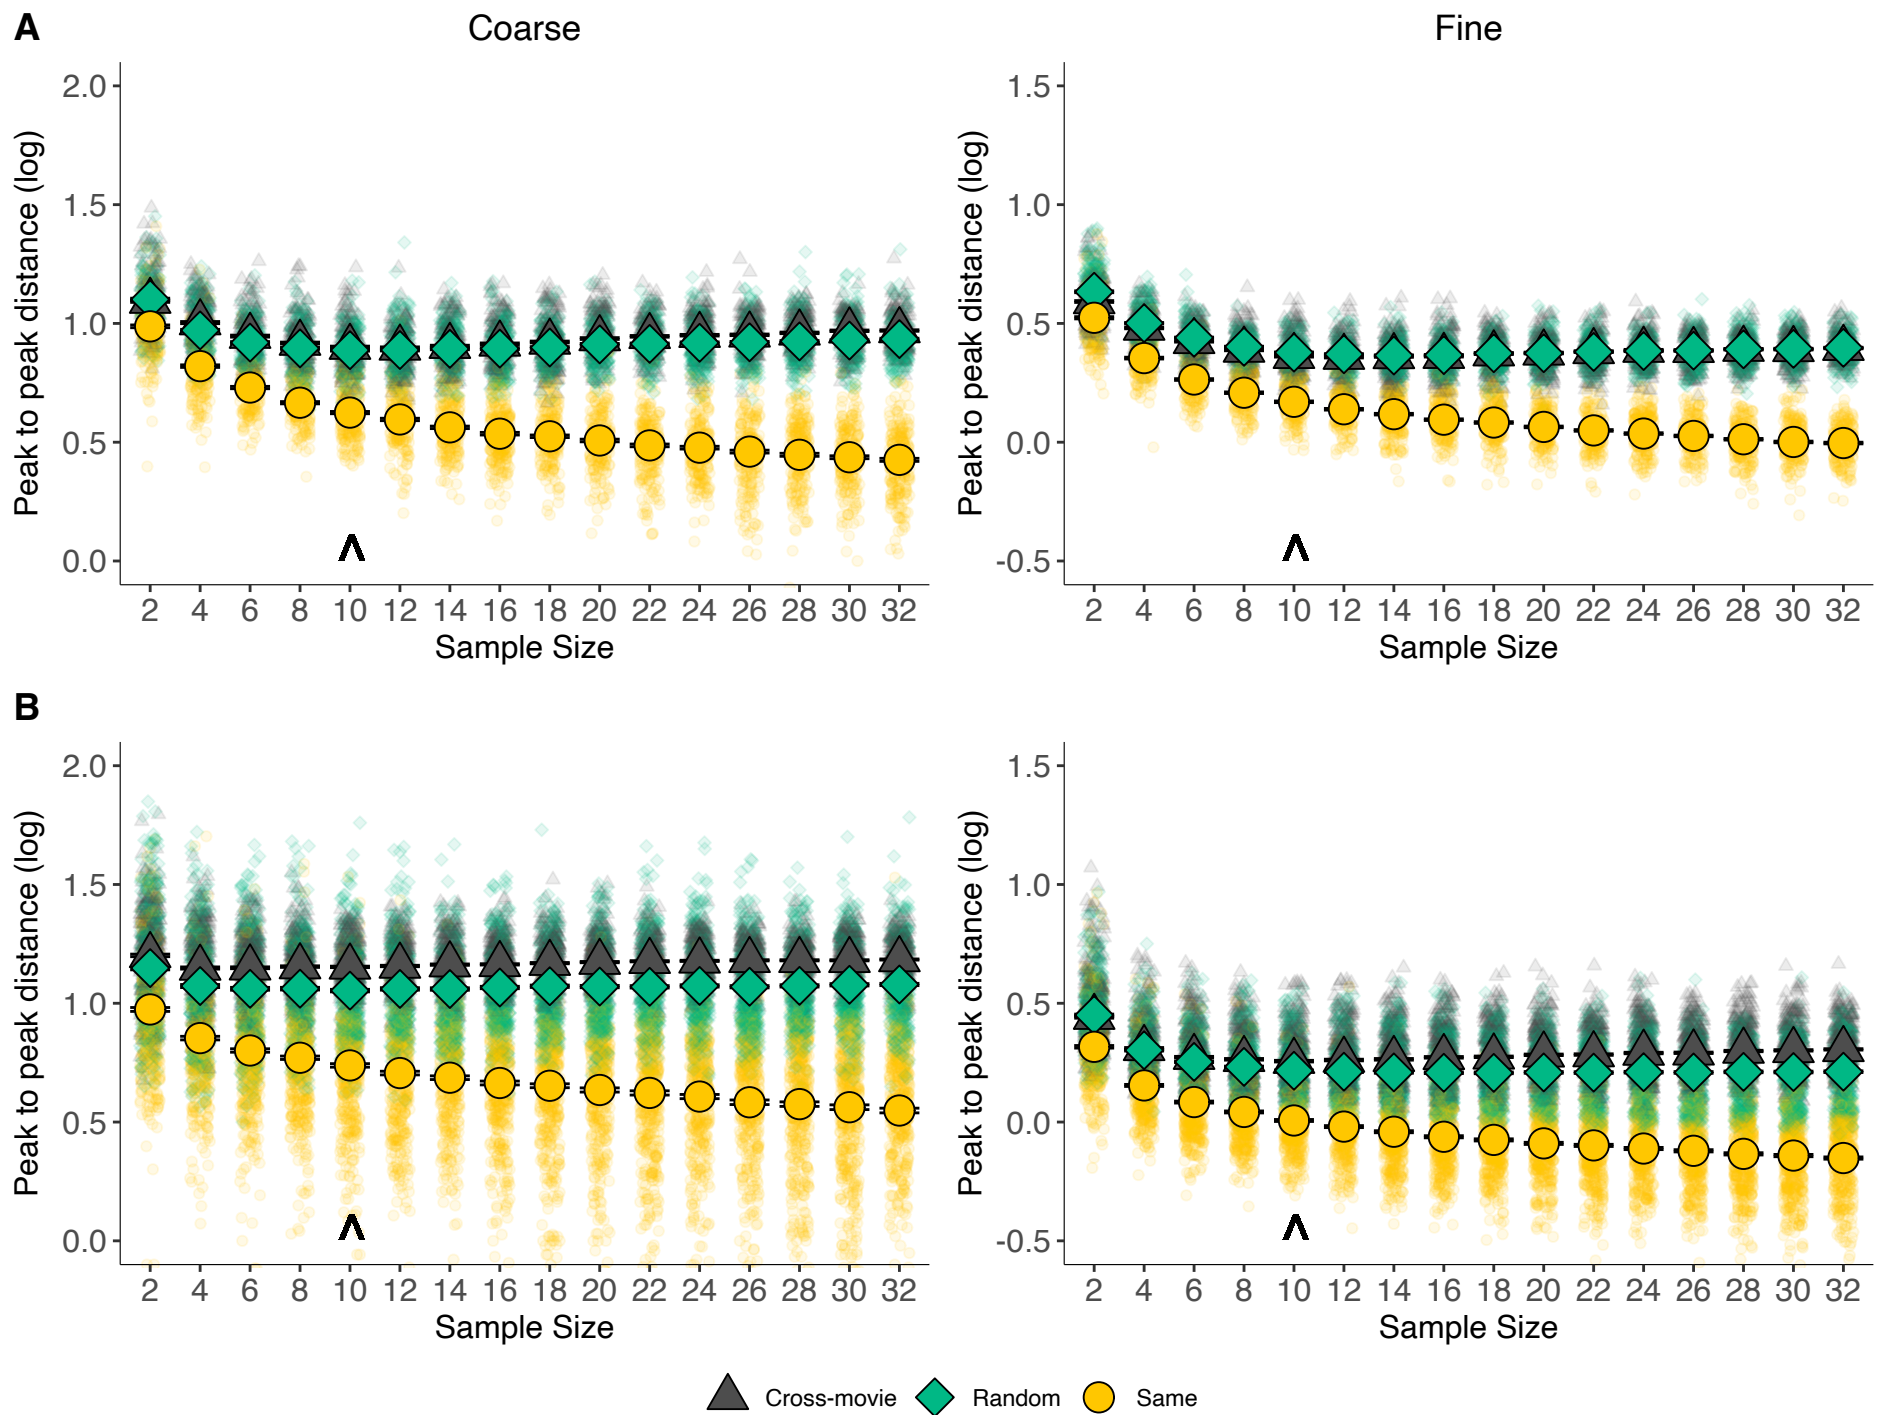 A
Coarse
Fine
Peak to peak distance (log)
2.0
1.5
1.0
0.5
0.0
^
2 4 6 8 10 12 14 16 18 20 22 24 26 28 30 32
Sample Size
Peak to peak distance (log)
1.5
1.0
0.5
0.0
-0.5
^
2 4 6 8 10 12 14 16 18 20 22 24 26 28 30 32
Sample Size
B
Peak to peak distance (log)
2.0
1.5
1.0
0.5
0.0
^
2 4 6 8 10 12 14 16 18 20 22 24 26 28 30 32
Sample Size
Peak to peak distance (log)
1.5
1.0
0.5
0.0
-0.5
^
2 4 6 8 10 12 14 16 18 20 22 24 26 28 30 32
Sample Size
Cross-movie Random Same